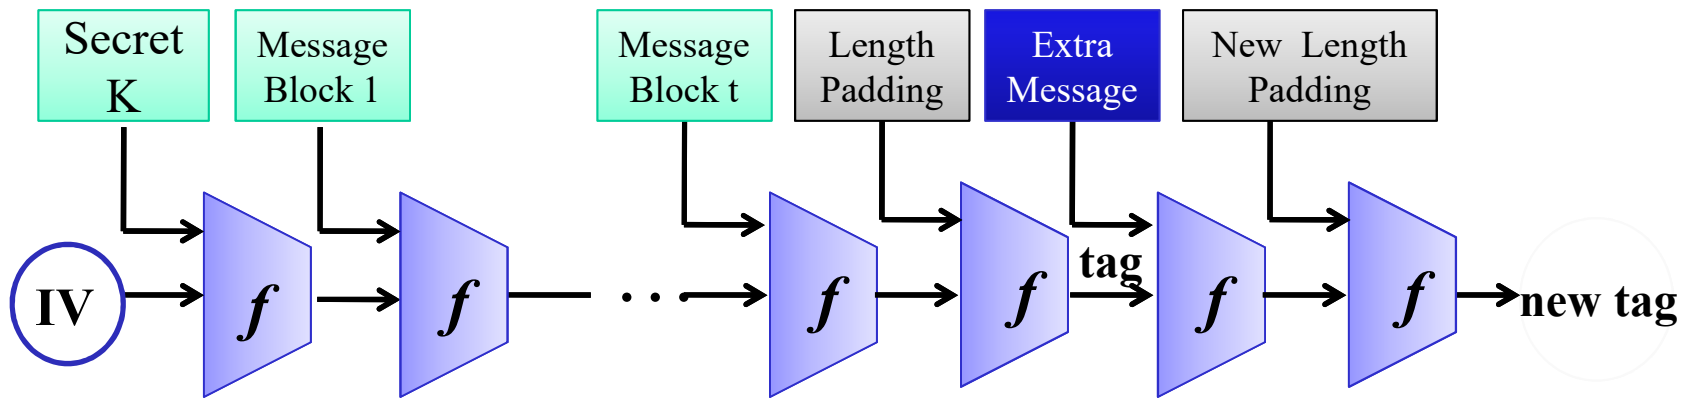 Secret
K
Message
Block 1
Message
Block t
Length
Padding
Extra
Message
New Length
Padding
IV
f
f
...
f
f
tag
f
f
new tag